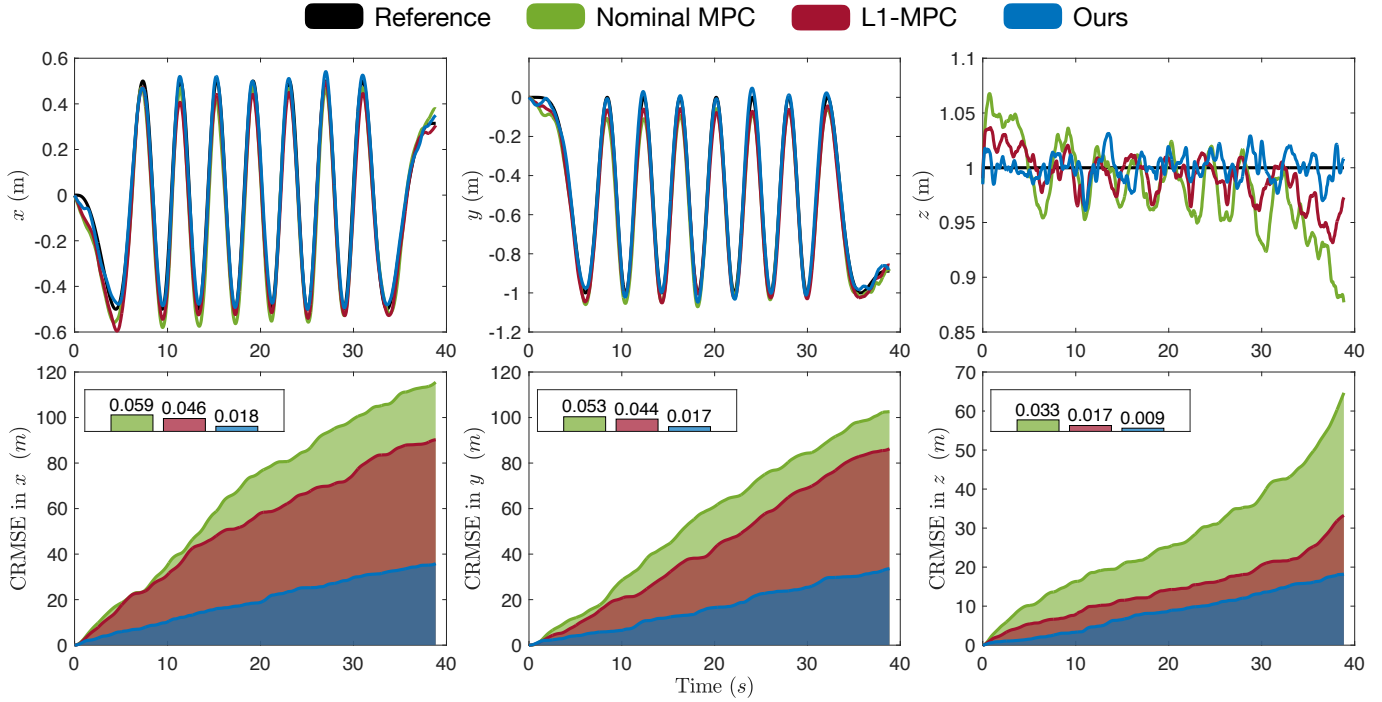 Reference Nominal MPC L1-MPC Ours
0.6
0.4
0.2
0
-0.2
-0.4
-0.6
x (m)
0 10 20 30 40
0
-0.2
-0.4
-0.6
-0.8
-1
-1.2
y (m)
0 10 20 30 40
1.1
1.05
1
0.95
0.9
0.85
z (m)
0 10 20 30 40
120
100
80
60
40
20
0
CRMSE in x (m)
0.059 0.046 0.018
0 10 20 30 40
120
100
80
60
40
20
0
CRMSE in y (m)
0.053 0.044 0.017
0 10 20 30 40
70
60
50
40
30
20
10
0
CRMSE in z (m)
0.033 0.017 0.009
0 10 20 30 40
Time (s)